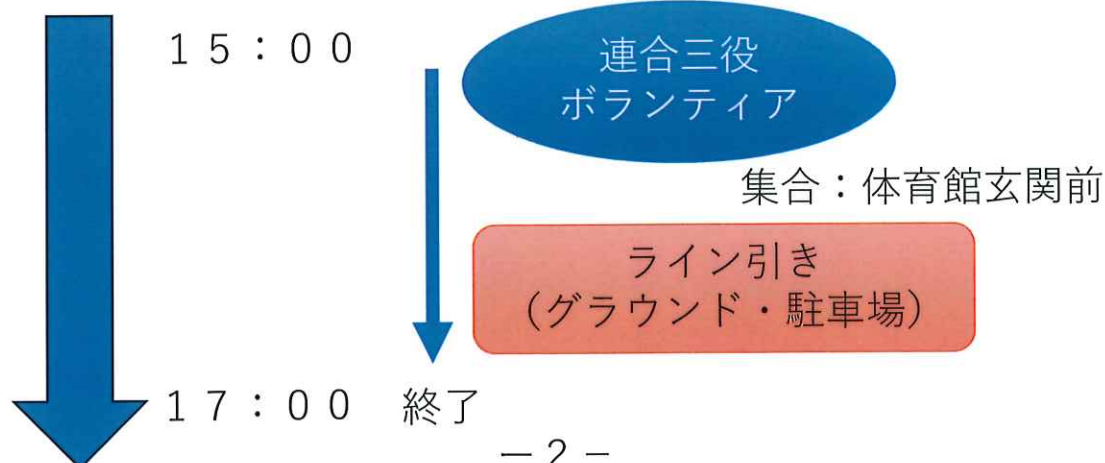 １５：００
連合三役
ボランティア
集合：体育館玄関前
ライン引き
（グラウンド・駐車場）
１７：００　終了
－２－